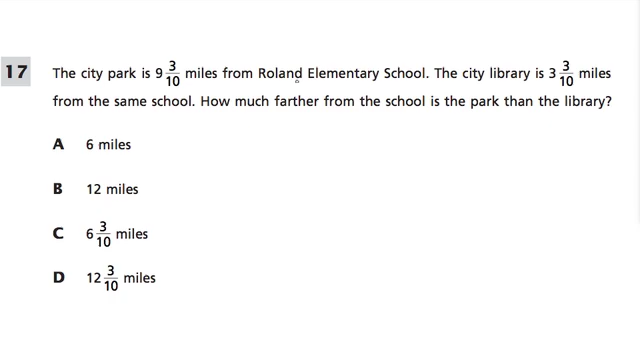 17 The city park is 9 3/10 miles from Roland Elementary School. The city library is 3 3/10 miles
from the same school. How much farther from the school is the park than the library?
A 6 miles
B 12 miles
C 6 3/10 miles
D 12 3/10 miles